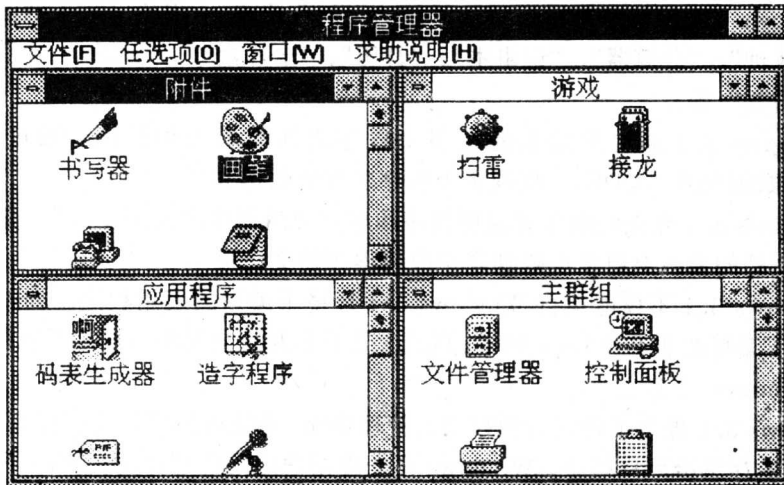 程序管理器
文件(F) 任选项(O) 窗口(W) 求助说明(H)
附件
书写器 画笔
游戏
扫雷 接龙
应用程序
码表生成器 造字程序
PIF
主群组
文件管理器 控制面板